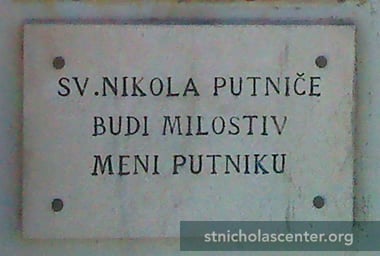 SV.NIKOLA PUTNIČE
BUDI MILOSTIV
MENI PUTNIKU
stnicholascenter.org